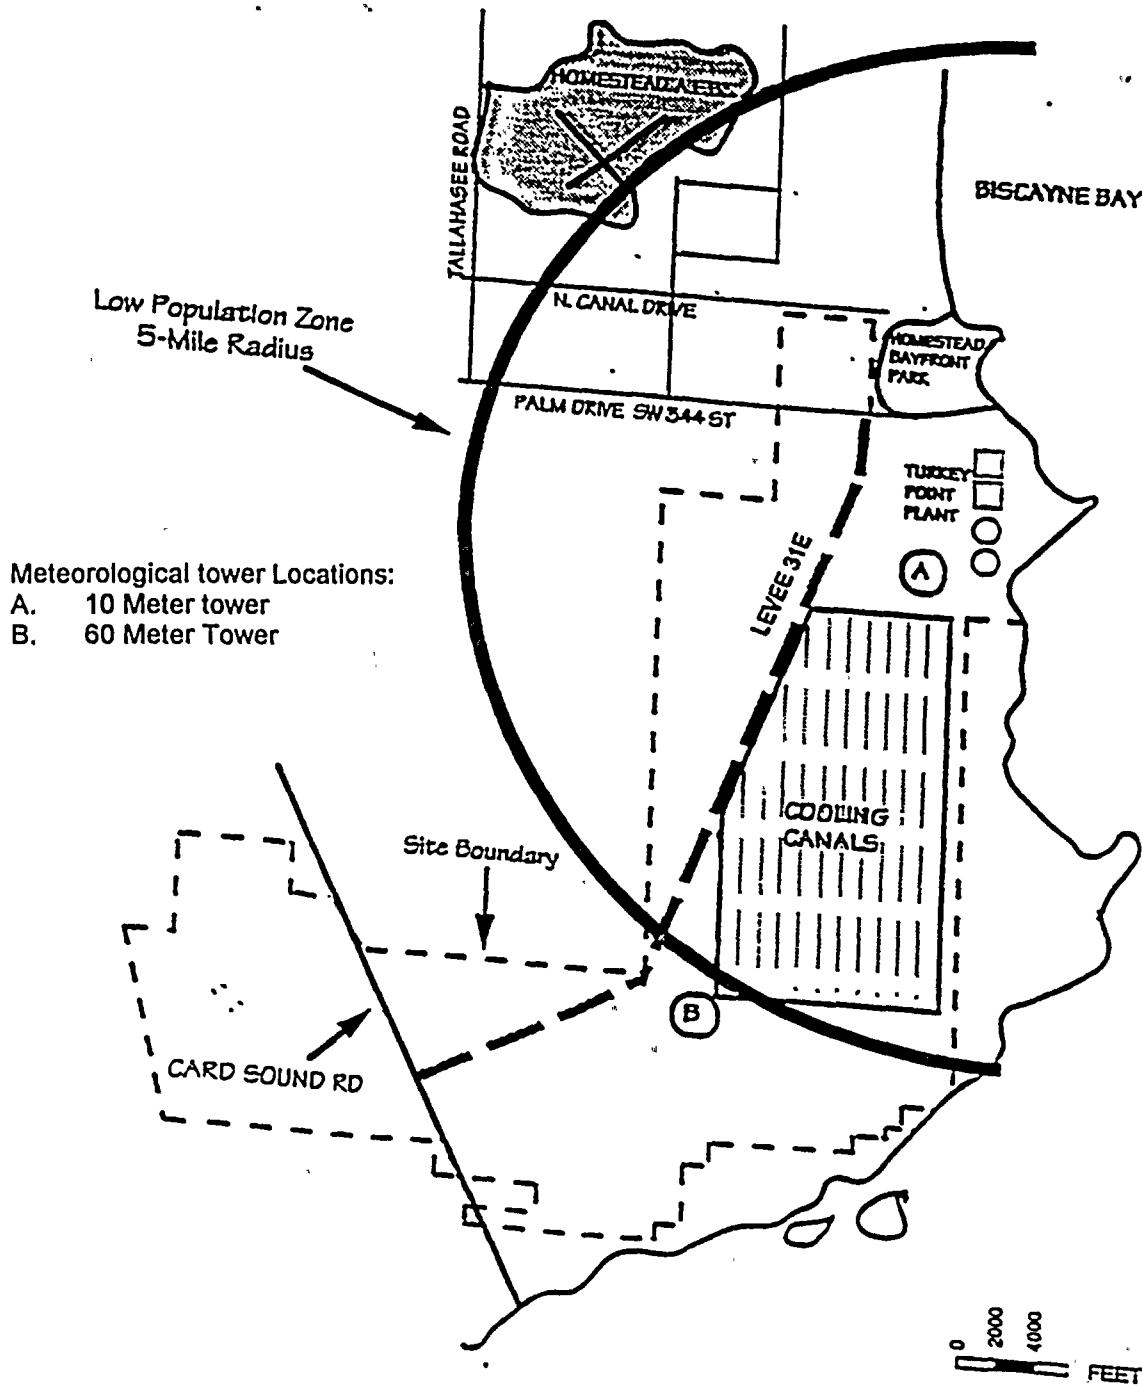 HOMESTEAD A.F.B.
TALLAHASEE ROAD
BISCAYNE BAY
Low Population Zone
5-Mile Radius
N. CANAL DRIVE
HOMESTEAD
BAYFRONT
PARK
PALM DRIVE SW 344 ST
TURKEY
POINT
PLANT
A
LEVEE 31E
Meteorological tower Locations:
A. 10 Meter tower
B. 60 Meter Tower
COOLING
CANALS
Site Boundary
B
CARD SOUND RD
0 2000 4000
FEET